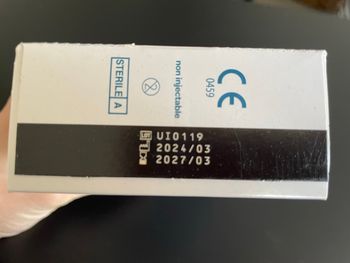 CE
0459
non injectable
STERILE A
UI0119
2024/03
2027/03